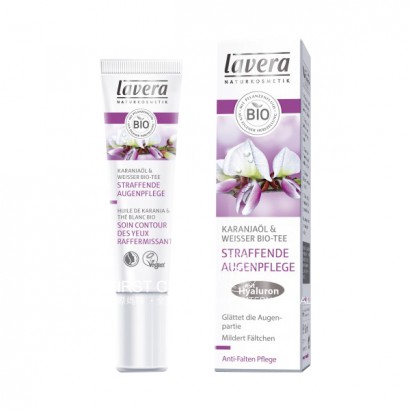 lavera
NATURKOSMETIK
BIO
KARANJAÖL &
WEISSER BIO-TEE
STRAFFENDE
AUGENPFLEGE
HUILE DE KARANJA &
THÉ BLANC BIO
SOIN CONTOUR
DES YEUX
RAFFERMISSANT
lavera
NATURKOSMETIK
BIO
KARANJAÖL &
WEISSER BIO-TEE
STRAFFENDE
AUGENPFLEGE
mit
Hyaluron
Glättet die Augen-
partie
Mildert Fältchen
Anti-Falten Pflege